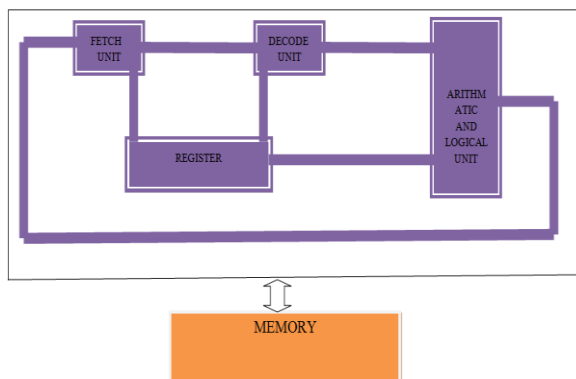 FETCH
UNIT
DECODE
UNIT
ARITHM
ATIC
AND
LOGICAL
UNIT
REGISTER
MEMORY